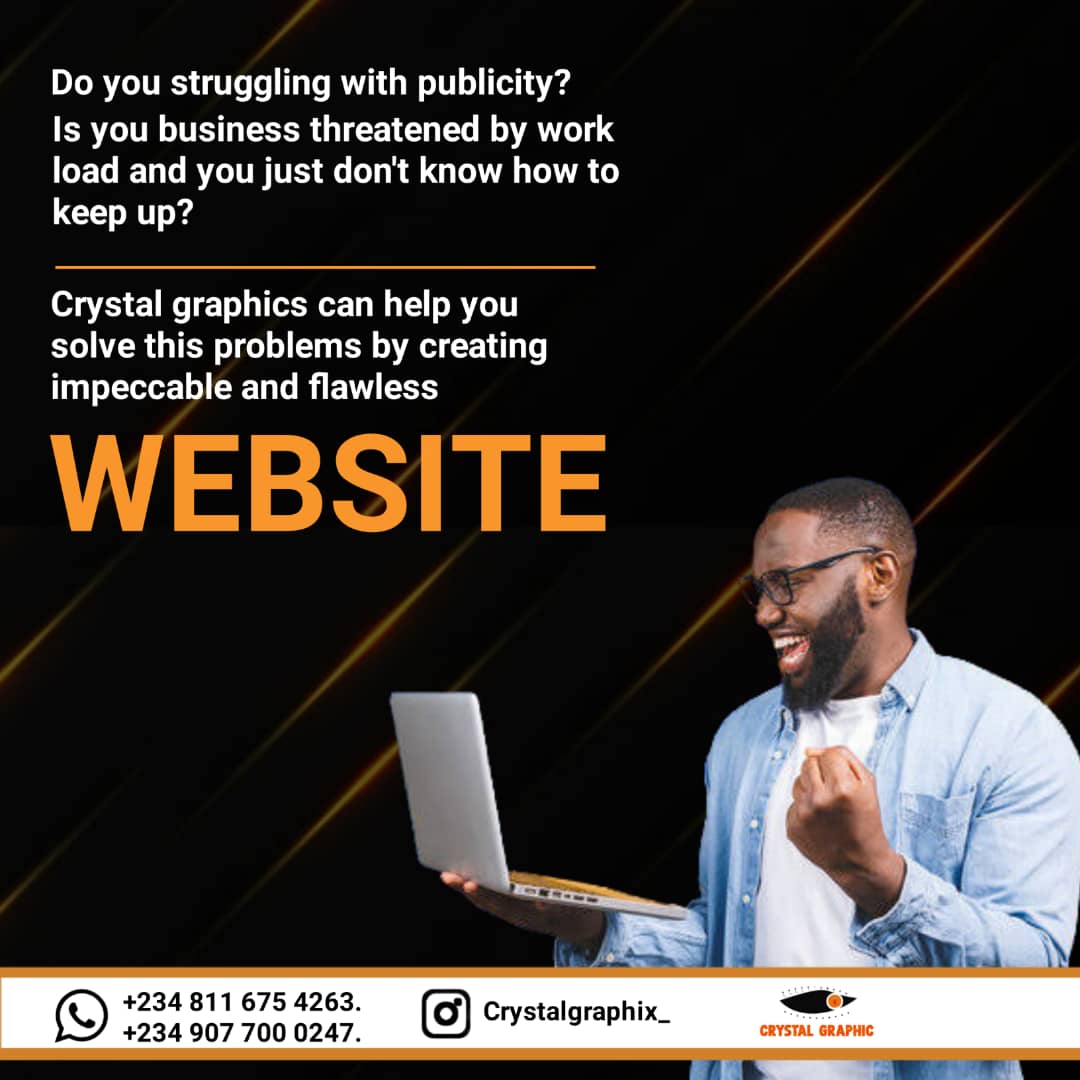 Do you struggling with publicity?
Is you business threatened by work
load and you just don't know how to
keep up?
Crystal graphics can help you
solve this problems by creating
impeccable and flawless
WEBSITE
+234 811 675 4263.
+234 907 700 0247.
Crystalgraphix_
CRYSTAL GRAPHIC